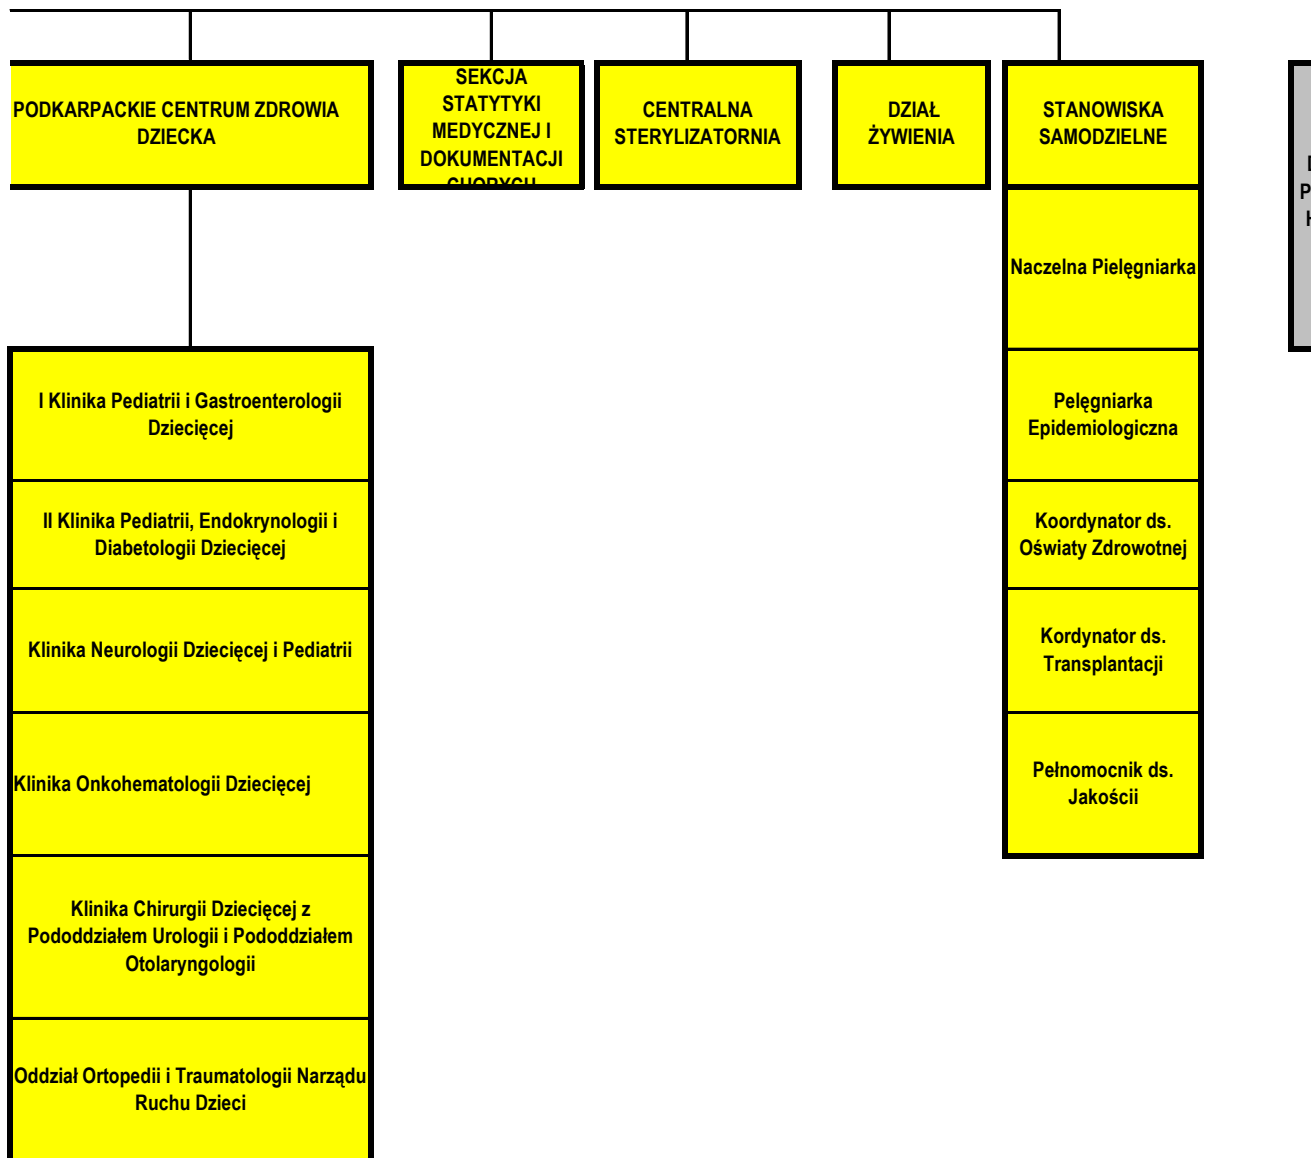 PODKARPACKIE CENTRUM ZDROWIA
DZIECKA
SEKCJA
STATYTYKI
MEDYCZNEJ I
DOKUMENTACJI
CHORYCH
CENTRALNA
STERYLIZATORNIA
DZIAŁ
ŻYWIENIA
STANOWISKA
SAMODZIELNE
Naczelna Pielęgniarka
I Klinika Pediatrii i Gastroenterologii
Dziecięcej
Pelęgniarka
Epidemiologiczna
II Klinika Pediatrii, Endokrynologii i
Diabetologii Dziecięcej
Koordynator ds.
Oświaty Zdrowotnej
Klinika Neurologii Dziecięcej i Pediatrii
Kordynator ds.
Transplantacji
Klinika Onkohematologii Dziecięcej
Pełnomocnik ds.
Jakościi
Klinika Chirurgii Dziecięcej z
Pododdziałem Urologii i Pododdziałem
Otolaryngologii
Oddział Ortopedii i Traumatologii Narządu
Ruchu Dzieci